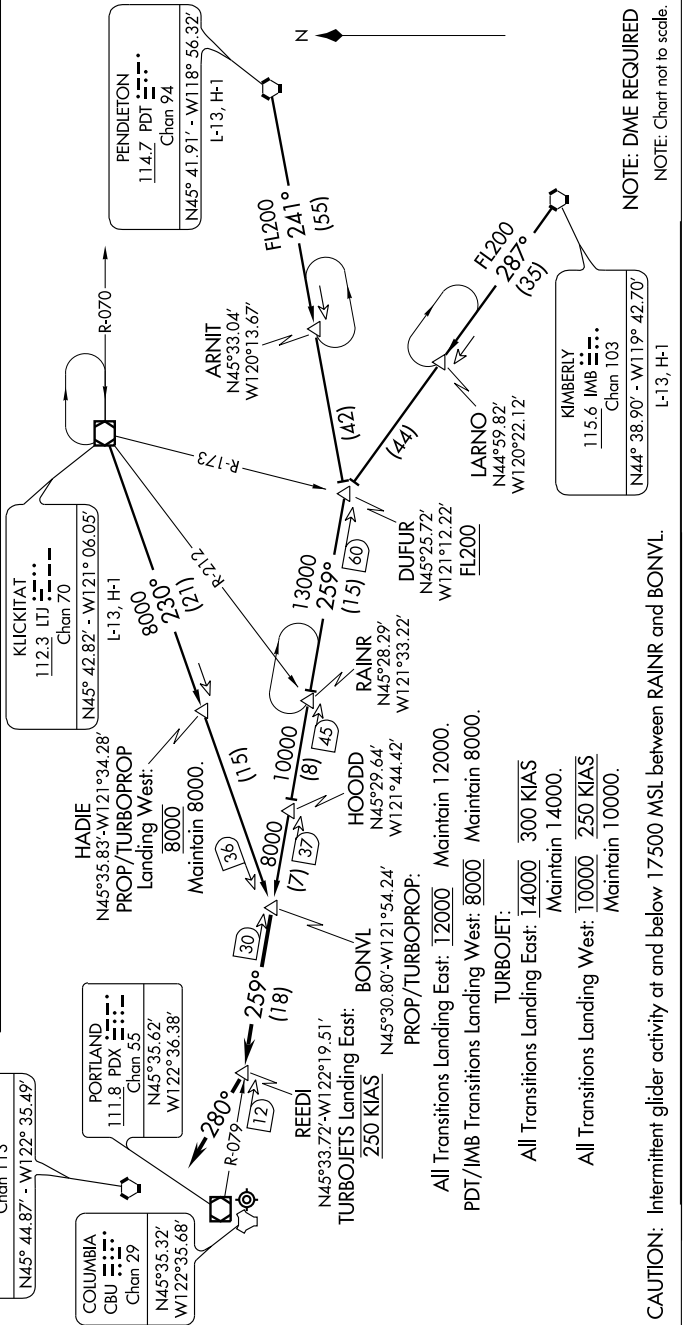 Chan 113
N45° 44.87' - W122° 35.49'
COLUMBIA
CBU
Chan 29
N45°35.32'
W122°35.68'
PORTLAND
111.8 PDX
Chan 55
N45°35.62'
W122°36.38'
KLICKITAT
112.3 LTJ
Chan 70
N45° 42.82' - W121° 06.05'
L-13, H-1
PENDLETON
114.7 PDT
Chan 94
N45° 41.91' - W118° 56.32'
L-13, H-1
KIMBERLY
115.6 IMB
Chan 103
N44° 38.90' - W119° 42.70'
L-13, H-1
N
R-070
R-173
R-212
8000
230°
(21)
HADIE
N45°35.83'-W121°34.28'
PROP/TURBOPROP
Landing West:
8000
Maintain 8000.
(15)
36
ARNIT
N45°33.04'
W120°13.67'
FL200
241°
(55)
(42)
FL200
287°
(35)
LARNO
N44°59.82'
W120°22.12'
(44)
DUFUR
N45°25.72'
W121°12.22'
FL200
60
13000
259°
(15)
RAINR
N45°28.29'
W121°33.22'
45
10000
(8)
HOODD
N45°29.64'
W121°44.42'
37
8000
(7)
30
BONVL
N45°30.80'-W121°54.24'
PROP/TURBOPROP:
All Transitions Landing East: 12000 Maintain 12000.
PDT/IMB Transitions Landing West: 8000 Maintain 8000.
TURBOJET:
All Transitions Landing East: 14000 300 KIAS
Maintain 14000.
All Transitions Landing West: 10000 250 KIAS
Maintain 10000.
259°
(18)
280°
R-079
12
REEDI
N45°33.72'-W122°19.51'
TURBOJETS Landing East:
250 KIAS
NOTE: DME REQUIRED
NOTE: Chart not to scale.
CAUTION: Intermittent glider activity at and below 17500 MSL between RAINR and BONVL.